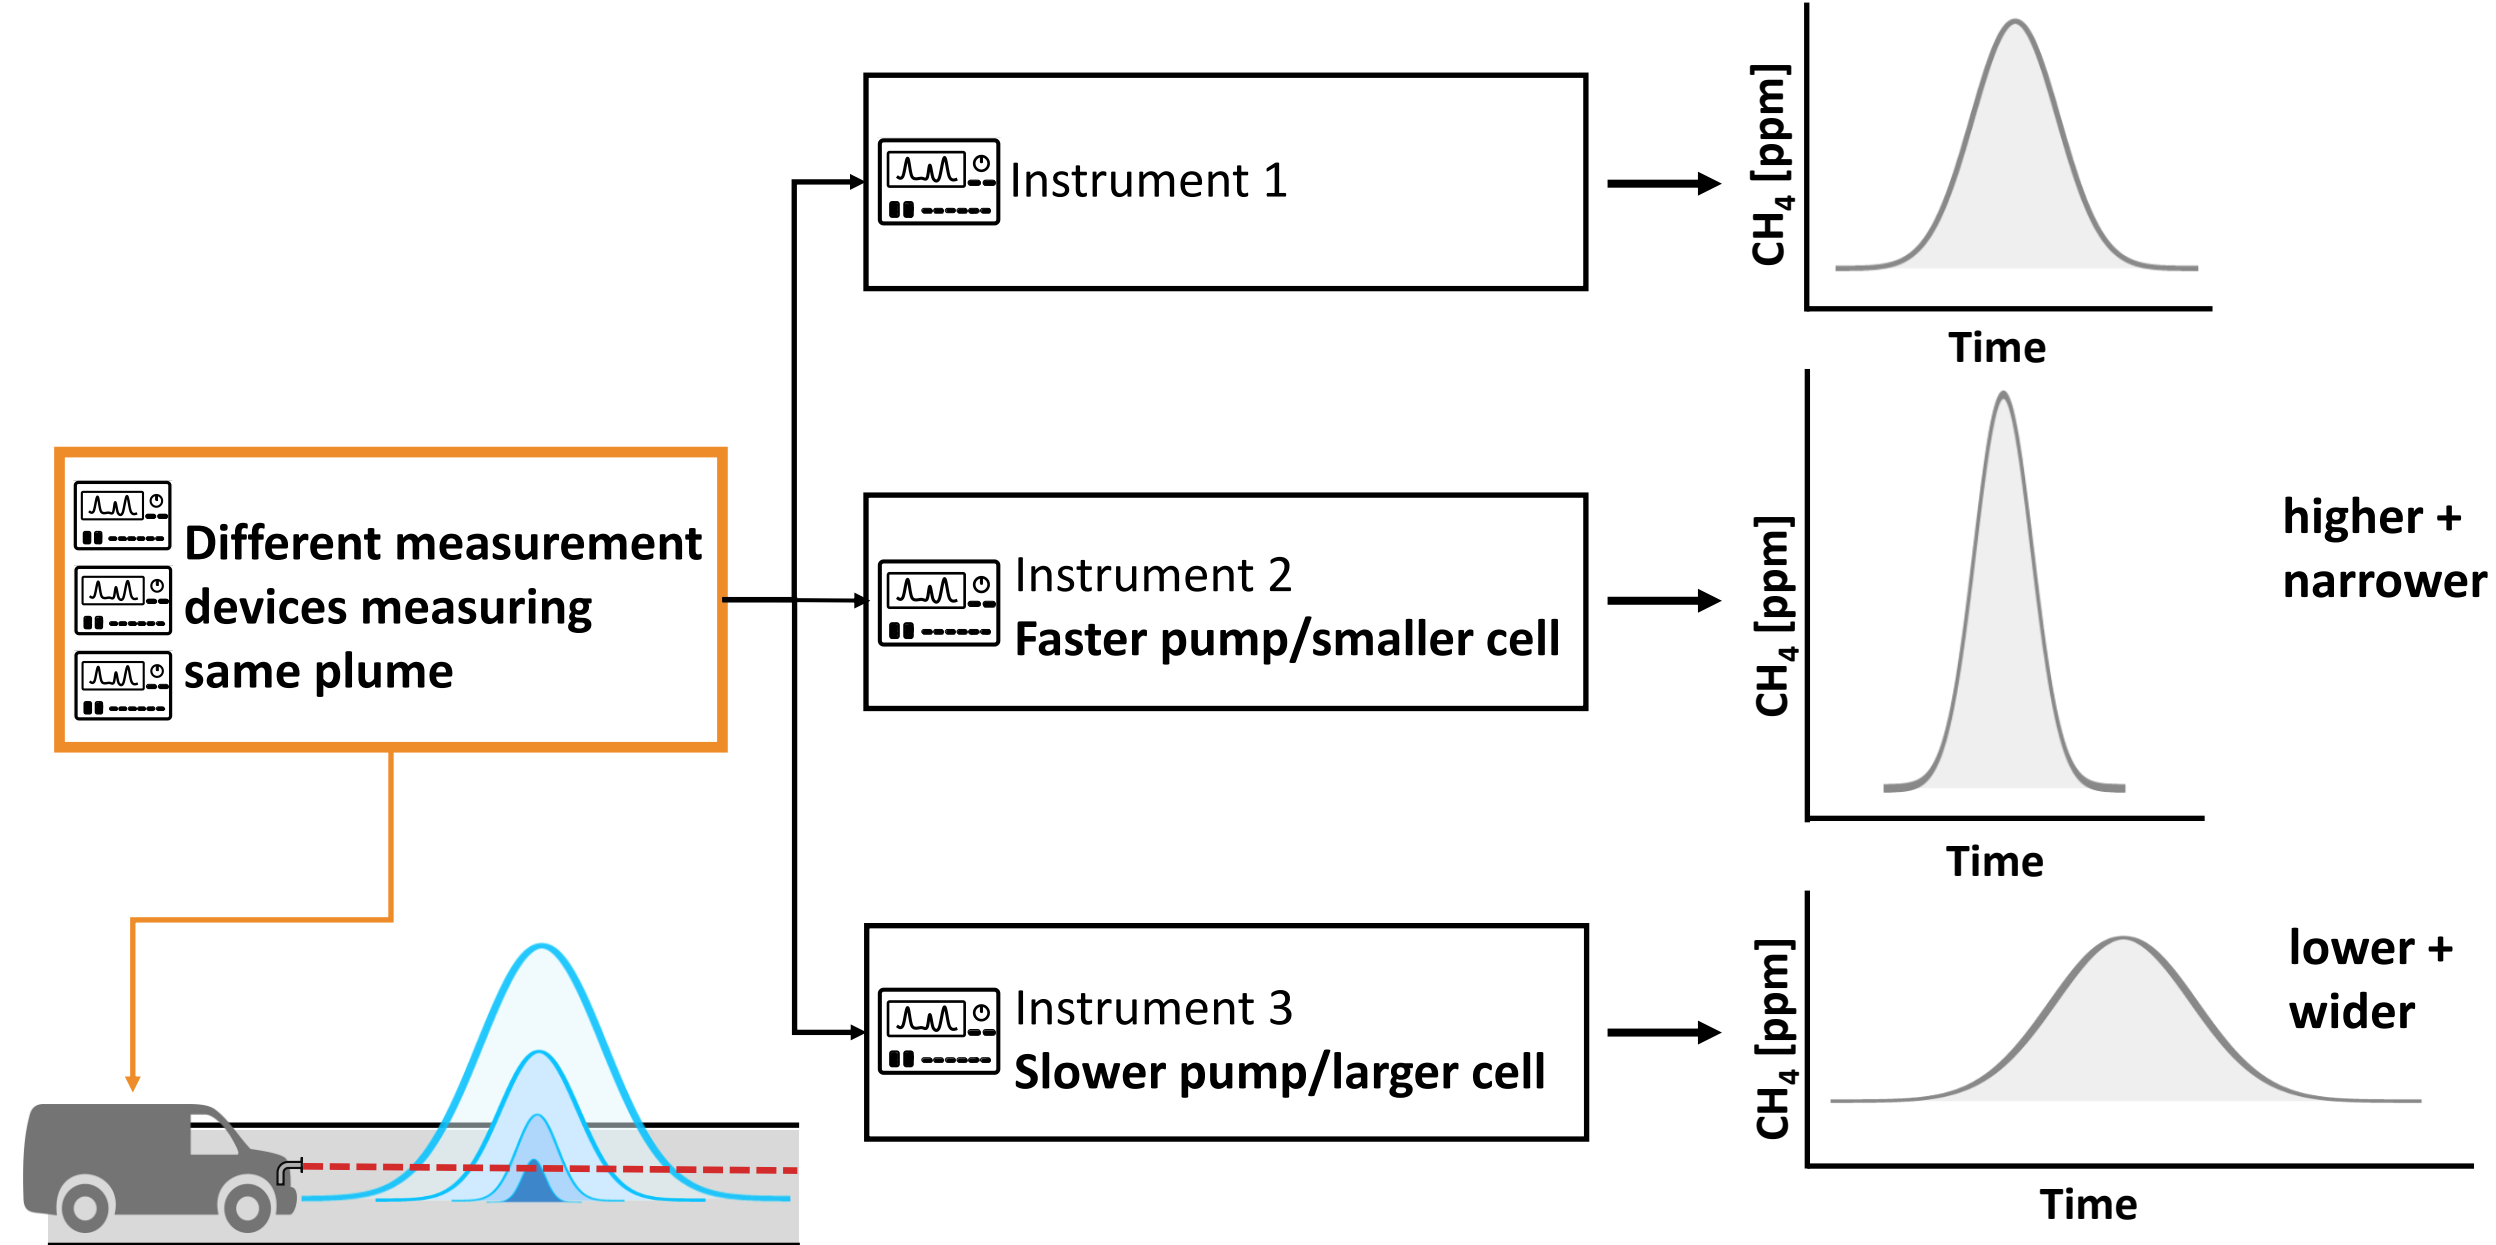 Different measurement
devices measuring
same plume
Instrument 1
CH₄ [ppm]
Time
Instrument 2
Faster pump/smaller cell
CH₄ [ppm]
Time
higher +
narrower
Instrument 3
Slower pump/larger cell
CH₄ [ppm]
Time
lower +
wider